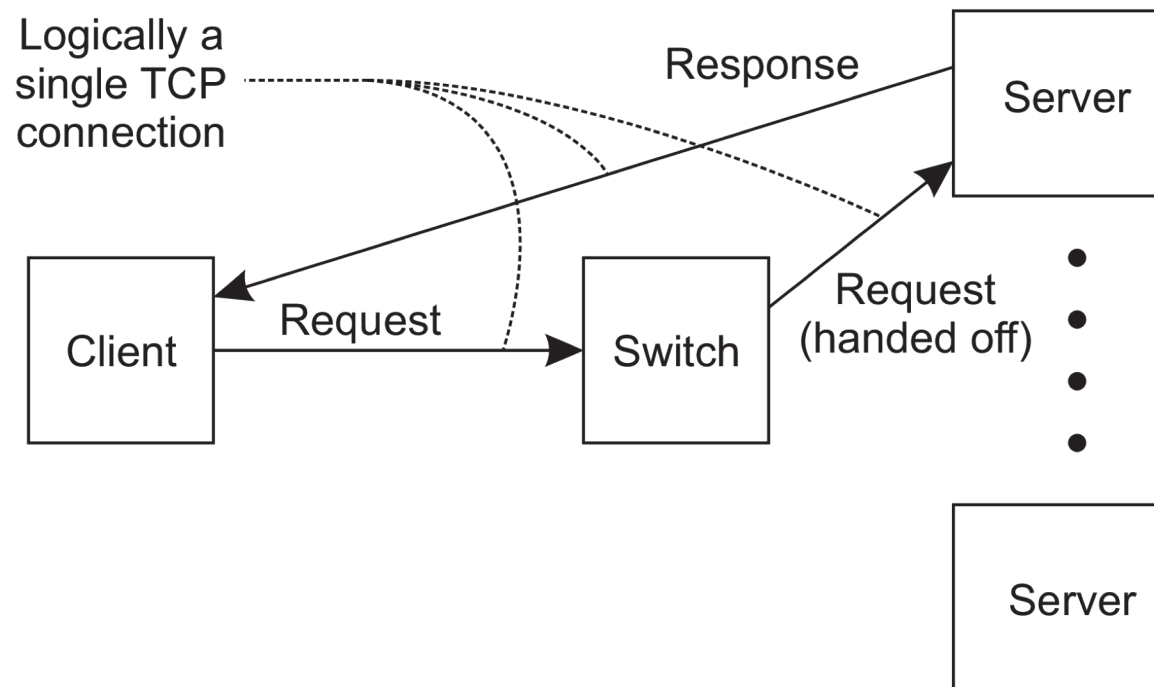 Logically a
single TCP
connection
Response
Server
Client
Request
Switch
Request
(handed off)
Server